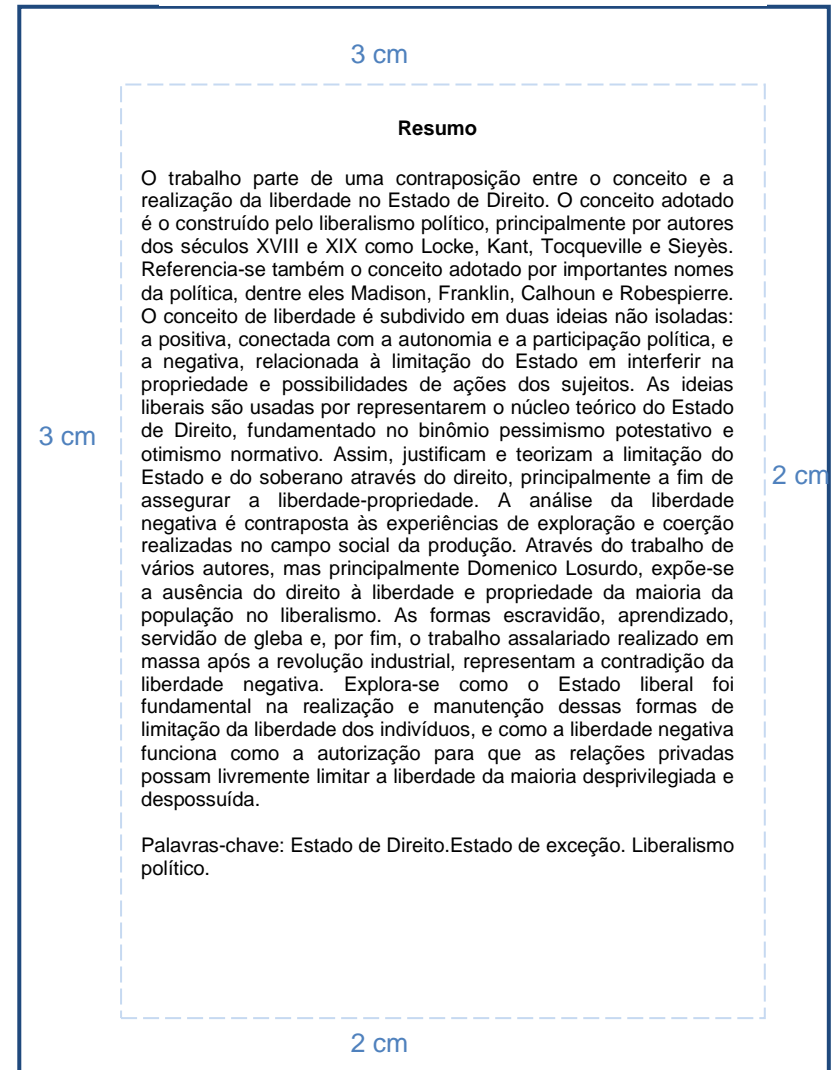 3 cm
Resumo
O trabalho parte de uma contraposição entre o conceito e a
realização da liberdade no Estado de Direito. O conceito adotado
é o construído pelo liberalismo político, principalmente por autores
dos séculos XVIII e XIX como Locke, Kant, Tocqueville e Sieyès.
Referencia-se também o conceito adotado por importantes nomes
da política, dentre eles Madison, Franklin, Calhoun e Robespierre.
O conceito de liberdade é subdivido em duas ideias não isoladas:
a positiva, conectada com a autonomia e a participação política, e
a negativa, relacionada à limitação do Estado em interferir na
propriedade e possibilidades de ações dos sujeitos. As ideias
liberais são usadas por representarem o núcleo teórico do Estado
de Direito, fundamentado no binômio pessimismo potestativo e
otimismo normativo. Assim, justificam e teorizam a limitação do
Estado e do soberano através do direito, principalmente a fim de
assegurar a liberdade-propriedade. A análise da liberdade
negativa é contraposta às experiências de exploração e coerção
realizadas no campo social da produção. Através do trabalho de
vários autores, mas principalmente Domenico Losurdo, expõe-se
a ausência do direito à liberdade e propriedade da maioria da
população no liberalismo. As formas escravidão, aprendizado,
servidão de gleba e, por fim, o trabalho assalariado realizado em
massa após a revolução industrial, representam a contradição da
liberdade negativa. Explora-se como o Estado liberal foi
fundamental na realização e manutenção dessas formas de
limitação da liberdade dos indivíduos, e como a liberdade negativa
funciona como a autorização para que as relações privadas
possam livremente limitar a liberdade da maioria desprivilegiada e
despossuída.
Palavras-chave: Estado de Direito.Estado de exceção. Liberalismo
político.
3 cm
2 cm
2 cm